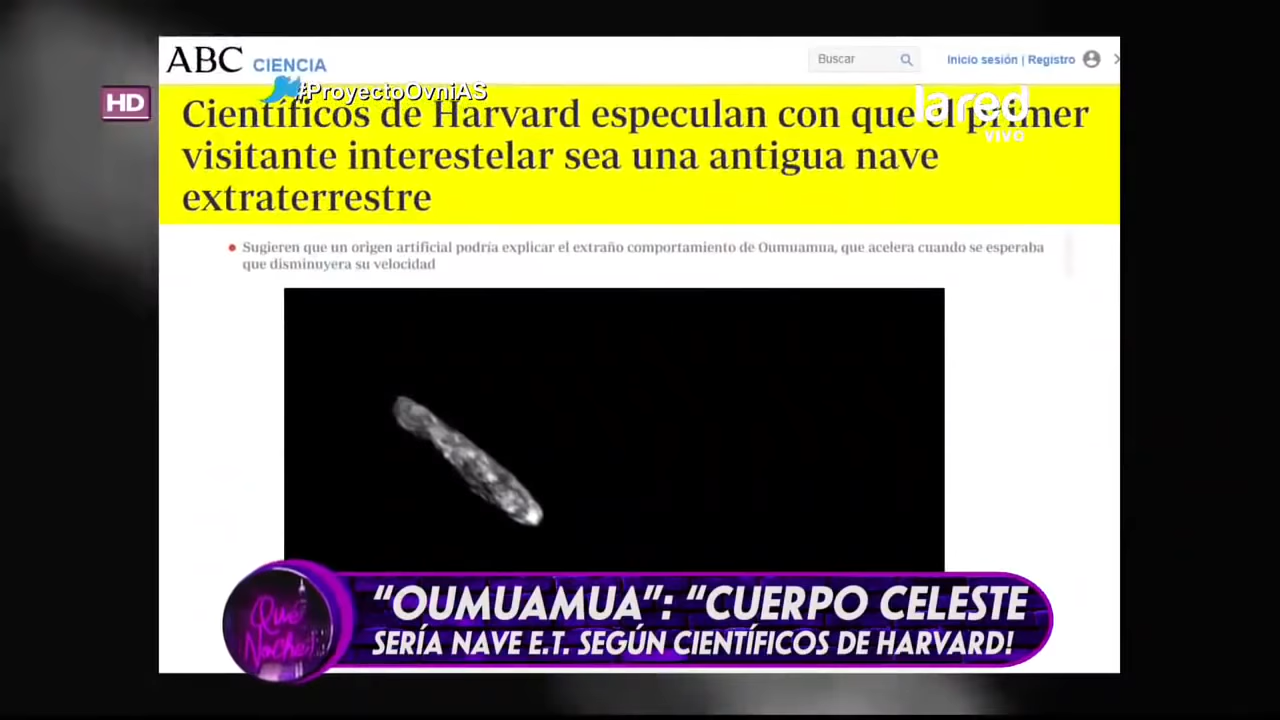 ABC CIENCIA
Buscar
Inicio sesión | Registro
#ProyectoOvniAS
HD
la red
vivo
Científicos de Harvard especulan con que el primer
visitante interestelar sea una antigua nave
extraterrestre
Sugieren que un origen artificial podría explicar el extraño comportamiento de Oumuamua, que acelera cuando se esperaba
que disminuyera su velocidad
Qué
Noche!
“OUMUAMUA”: “CUERPO CELESTE
SERÍA NAVE E.T. SEGÚN CIENTÍFICOS DE HARVARD!